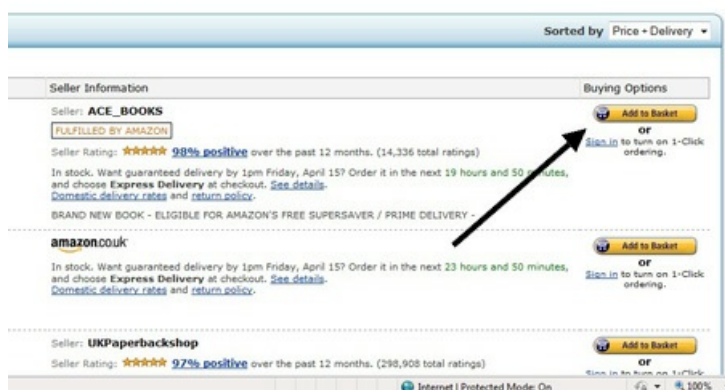 Sorted by Price + Delivery
Seller Information Buying Options
Seller: ACE_BOOKS
Add to Basket
FULFILLED BY AMAZON
or
Seller Rating: 98% positive over the past 12 months. (14,336 total ratings)
Sign in to turn on 1-Click
ordering.
In stock. Want guaranteed delivery by 1pm Friday, April 15? Order it in the next 19 hours and 50 minutes,
and choose Express Delivery at checkout. See details.
Domestic delivery rates and return policy.
BRAND NEW BOOK - ELIGIBLE FOR AMAZON'S FREE SUPERSAVER / PRIME DELIVERY -
amazon.co.uk
Add to Basket
or
In stock. Want guaranteed delivery by 1pm Friday, April 15? Order it in the next 23 hours and 50 minutes,
Sign in to turn on 1-Click
and choose Express Delivery at checkout. See details.
ordering.
Domestic delivery rates and return policy.
Seller: UKPaperbackshop
Add to Basket
Seller Rating: 97% positive over the past 12 months. (298,908 total ratings)
or
Sign in to turn on 1-Click
Internet | Protected Mode: On
100%